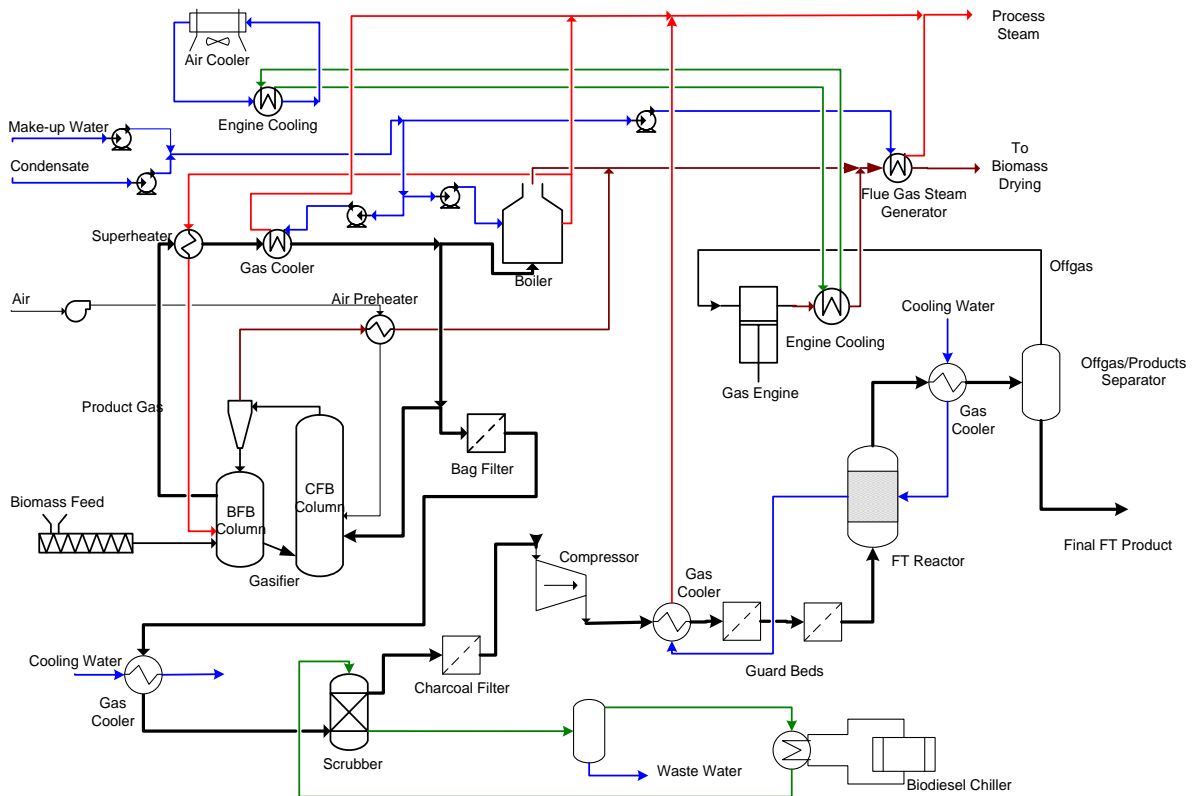 Process
Steam
Air Cooler
Engine Cooling
Make-up Water
Condensate
To
Biomass
Drying
Flue Gas Steam
Generator
Superheater
Gas Cooler
Boiler
Offgas
Air
Air Preheater
Cooling Water
Engine Cooling
Offgas/Products
Separator
Gas Engine
Gas
Cooler
Product Gas
Bag Filter
CFB
Column
Biomass Feed
BFB
Column
Final FT Product
Compressor
FT Reactor
Gasifier
Gas
Cooler
Cooling Water
Guard Beds
Charcoal Filter
Gas
Cooler
Scrubber
Waste Water
Biodiesel Chiller